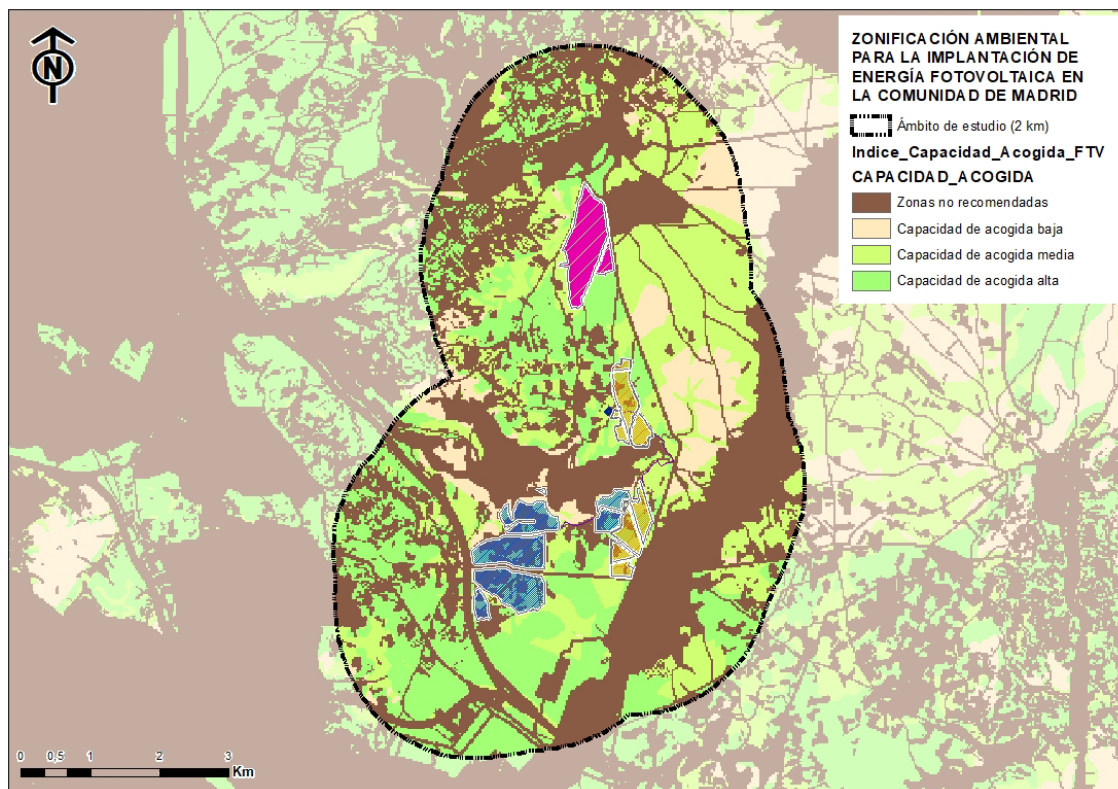 N
ZONIFICACIÓN AMBIENTAL
PARA LA IMPLANTACIÓN DE
ENERGÍA FOTOVOLTAICA EN
LA COMUNIDAD DE MADRID
Ámbito de estudio (2 km)
Indice_Capacidad_Acogida_FTV
CAPACIDAD_ACOGIDA
Zonas no recomendadas
Capacidad de acogida baja
Capacidad de acogida media
Capacidad de acogida alta
0 0,5 1 2 3
Km